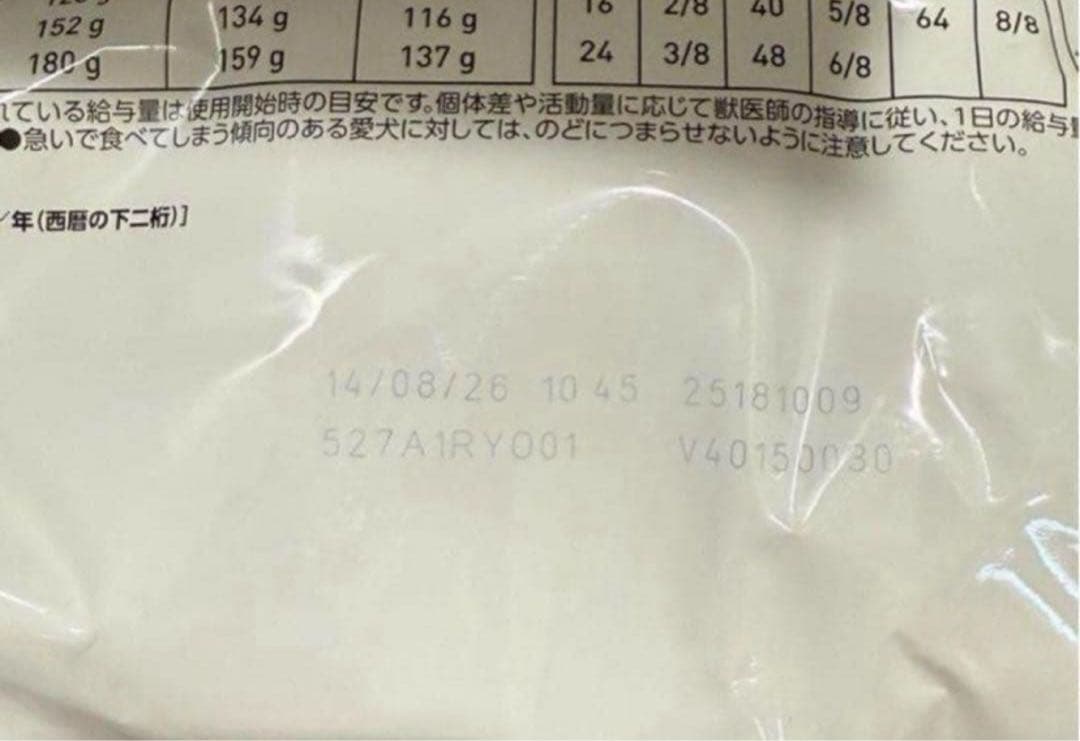 16 2/8 40 5/8 64 8/8
152 g 134 g 116 g
24 3/8 48 6/8
180 g 159 g 137 g
ている給与量は使用開始時の目安です。個体差や活動量に応じて獣医師の指導に従い、1日の給与
●急いで食べてしまう傾向のある愛犬に対しては、のどにつまらせないように注意してください。
/年(西暦の下二桁)]
14/08/26 10 45 25181009
527A1RY001 V40150030